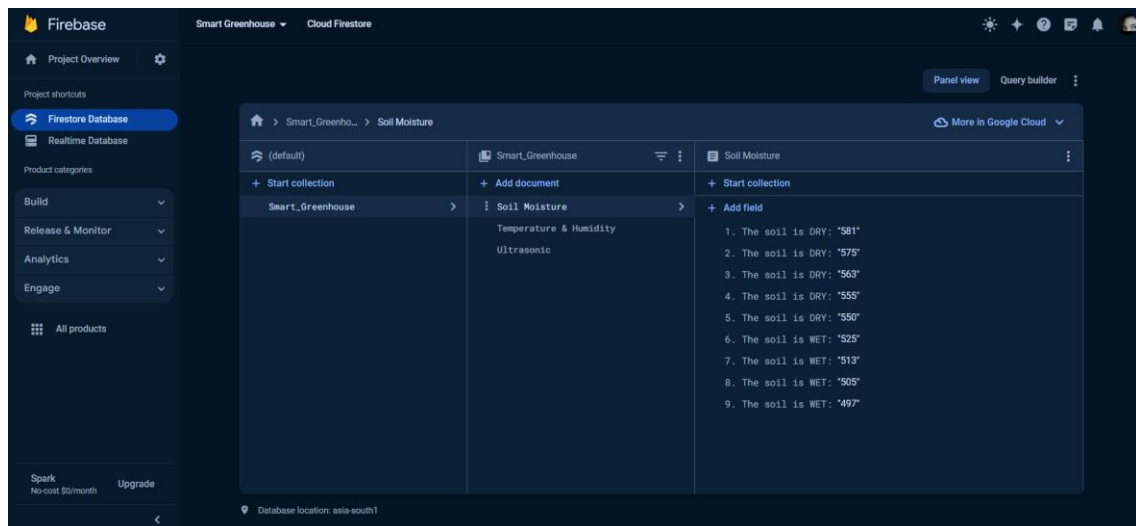 Firebase
Smart Greenhouse
Cloud Firestore
Project Overview
Project shortcuts
Firestore Database
Realtime Database
Product categories
Build
Release & Monitor
Analytics
Engage
All products
Spark
No-cost $0/month
Upgrade
Panel view
Query builder
Smart_Greenho... > Soil Moisture
More in Google Cloud
(default)
Smart_Greenhouse
Soil Moisture
+ Start collection
+ Add document
+ Start collection
Smart_Greenhouse
Soil Moisture
Temperature & Humidity
Ultrasonic
+ Add field
1. The soil is DRY: "581"
2. The soil is DRY: "575"
3. The soil is DRY: "563"
4. The soil is DRY: "555"
5. The soil is DRY: "550"
6. The soil is WET: "525"
7. The soil is WET: "513"
8. The soil is WET: "505"
9. The soil is WET: "497"
Database location: asia-south1